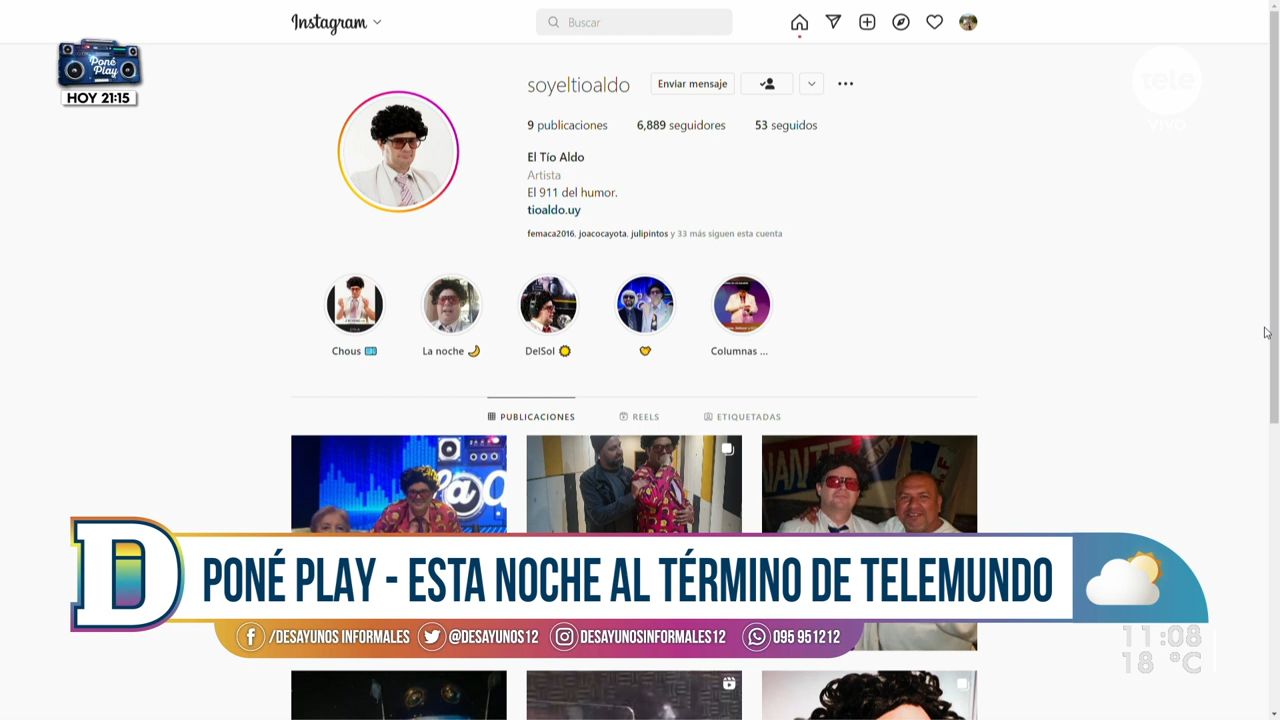 Instagram
Buscar
Poné
Play
HOY 21:15
tele
VIVO
soyeltioaldo
Enviar mensaje
9 publicaciones
6,889 seguidores
53 seguidos
El Tío Aldo
Artista
El 911 del humor.
tioaldo.uy
femaca2016, joacocayota, julipintos y 33 más siguen esta cuenta
Chous
La noche
DelSol
Columnas ...
PUBLICACIONES
REELS
ETIQUETADAS
D
PONÉ PLAY - ESTA NOCHE AL TÉRMINO DE TELEMUNDO
/DESAYUNOS INFORMALES
@DESAYUNOS12
DESAYUNOSINFORMALES12
095 951212
11:08
18 °C